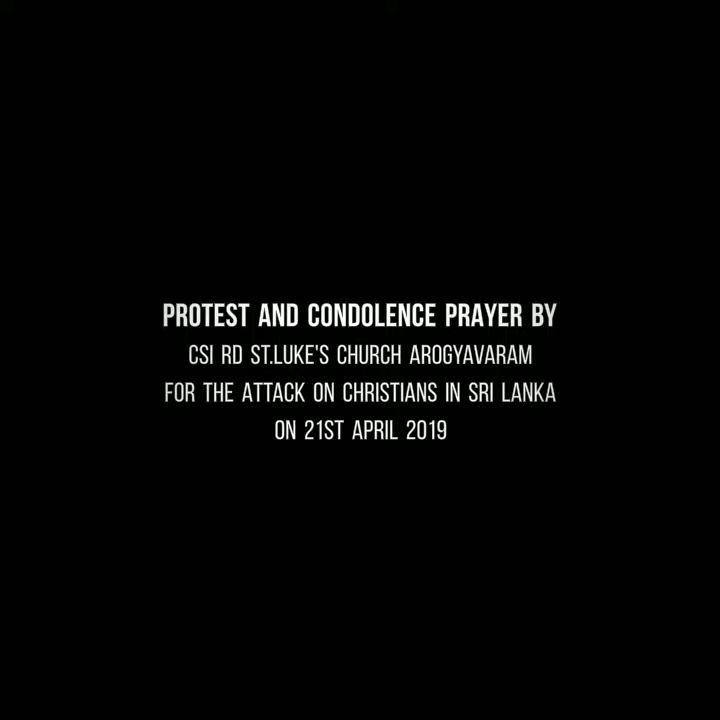 PROTEST AND CONDOLENCE PRAYER BY
CSI RD ST.LUKE'S CHURCH AROGYAVARAM
FOR THE ATTACK ON CHRISTIANS IN SRI LANKA
ON 21ST APRIL 2019